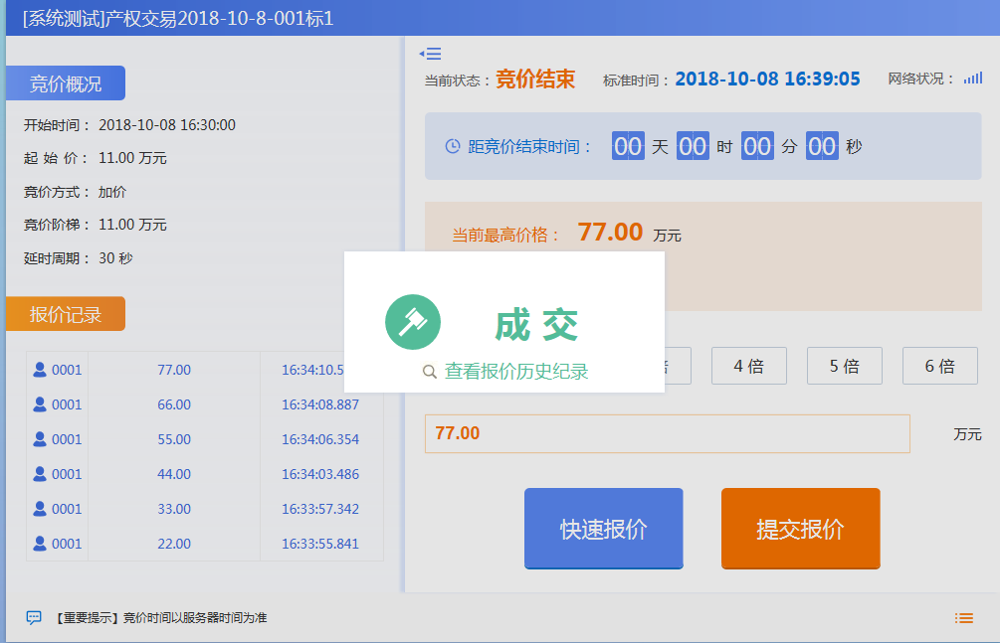 [系统测试]产权交易2018-10-8-001标1
竞价概况
开始时间： 2018-10-08 16:30:00
起 始 价： 11.00 万元
竞价方式： 加价
竞价阶梯： 11.00 万元
延时周期： 30 秒
报价记录
0001 77.00 16:34:10.5
0001 66.00 16:34:08.887
0001 55.00 16:34:06.354
0001 44.00 16:34:03.486
0001 33.00 16:33:57.342
0001 22.00 16:33:55.841
当前状态： 竞价结束 标准时间： 2018-10-08 16:39:05 网络状况：
距竞价结束时间： 00 天 00 时 00 分 00 秒
当前最高价格： 77.00 万元
成 交
查看报价历史纪录
4 倍 5 倍 6 倍
77.00 万元
快速报价 提交报价
【重要提示】竞价时间以服务器时间为准